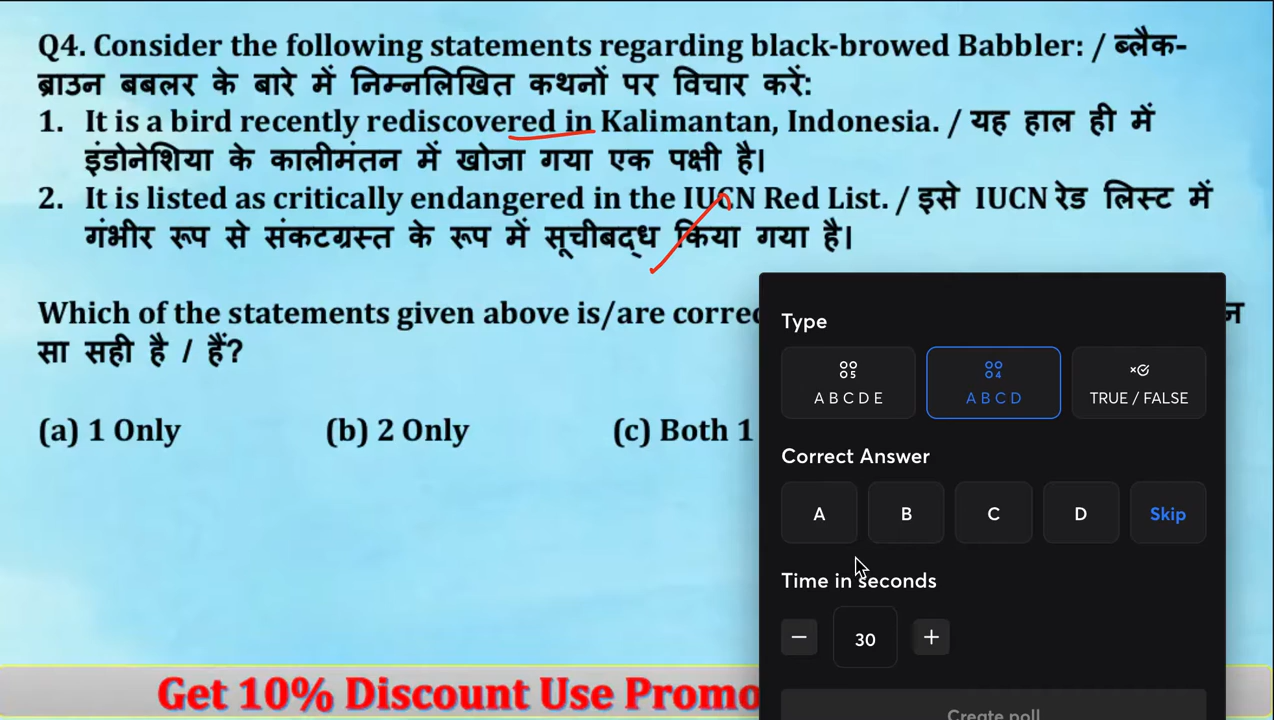 Q4. Consider the following statements regarding black-browed Babbler: / ब्लैक-
ब्राउन बबलर के बारे में निम्नलिखित कथनों पर विचार करें:
1. It is a bird recently rediscovered in Kalimantan, Indonesia. / यह हाल ही में
इंडोनेशिया के कालीमंतन में खोजा गया एक पक्षी है।
2. It is listed as critically endangered in the IUCN Red List. / इसे IUCN रेड लिस्ट में
गंभीर रूप से संकटग्रस्त के रूप में सूचीबद्ध किया गया है।
Which of the statements given above is/are correc
सा सही है / हैं?
(a) 1 Only (b) 2 Only (c) Both 1
Type
5 4
A B C D E A B C D TRUE / FALSE
Correct Answer
A B C D Skip
Time in seconds
− 30 +
Create poll
Get 10% Discount Use Promo